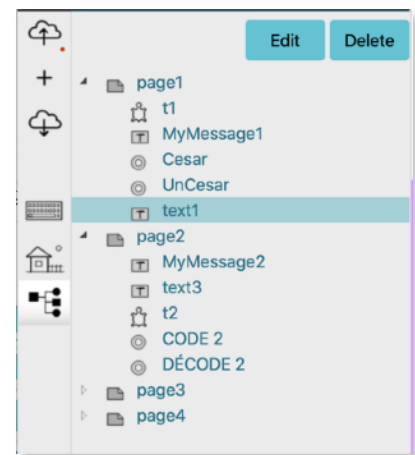 Edit Delete
page1
t1
MyMessage1
Cesar
UnCesar
text1
page2
MyMessage2
text3
t2
CODE 2
DÉCODE 2
page3
page4